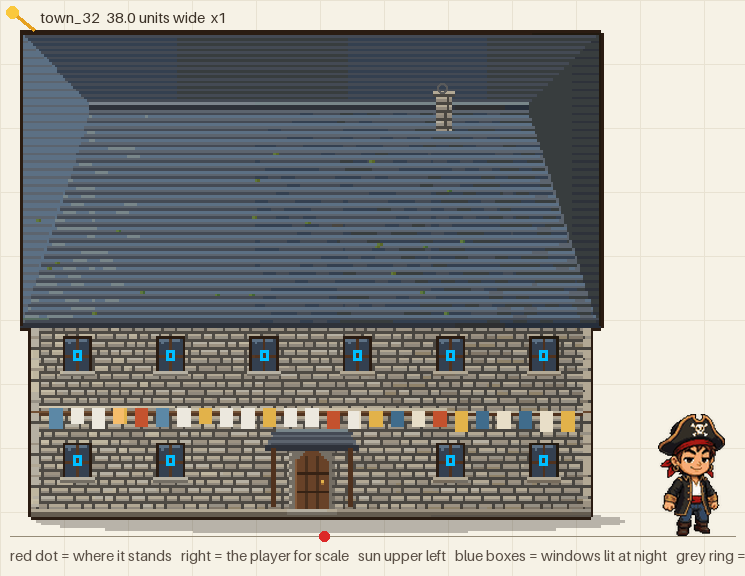 town_32 38.0 units wide x1
red dot = where it stands right = the player for scale sun upper left blue boxes = windows lit at night grey ring =